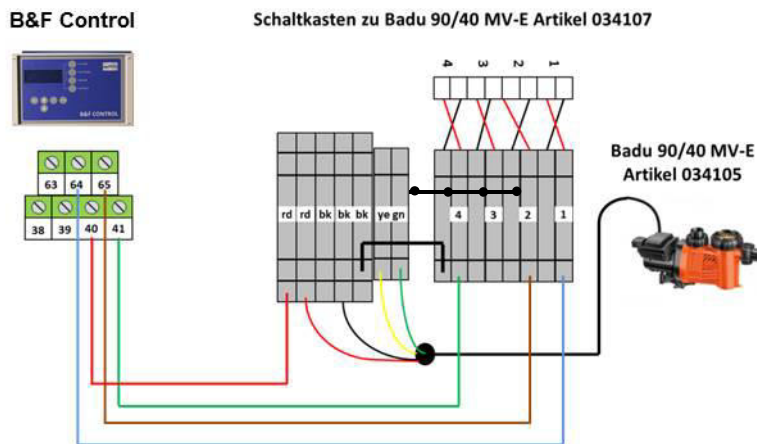 B&F Control
Schaltkasten zu Badu 90/40 MV-E Artikel 034107
B&F CONTROL
63 64 65
38 39 40 41
4 3 2 1
rd rd bk bk bk ye gn
4 3 2 1
Badu 90/40 MV-E
Artikel 034105